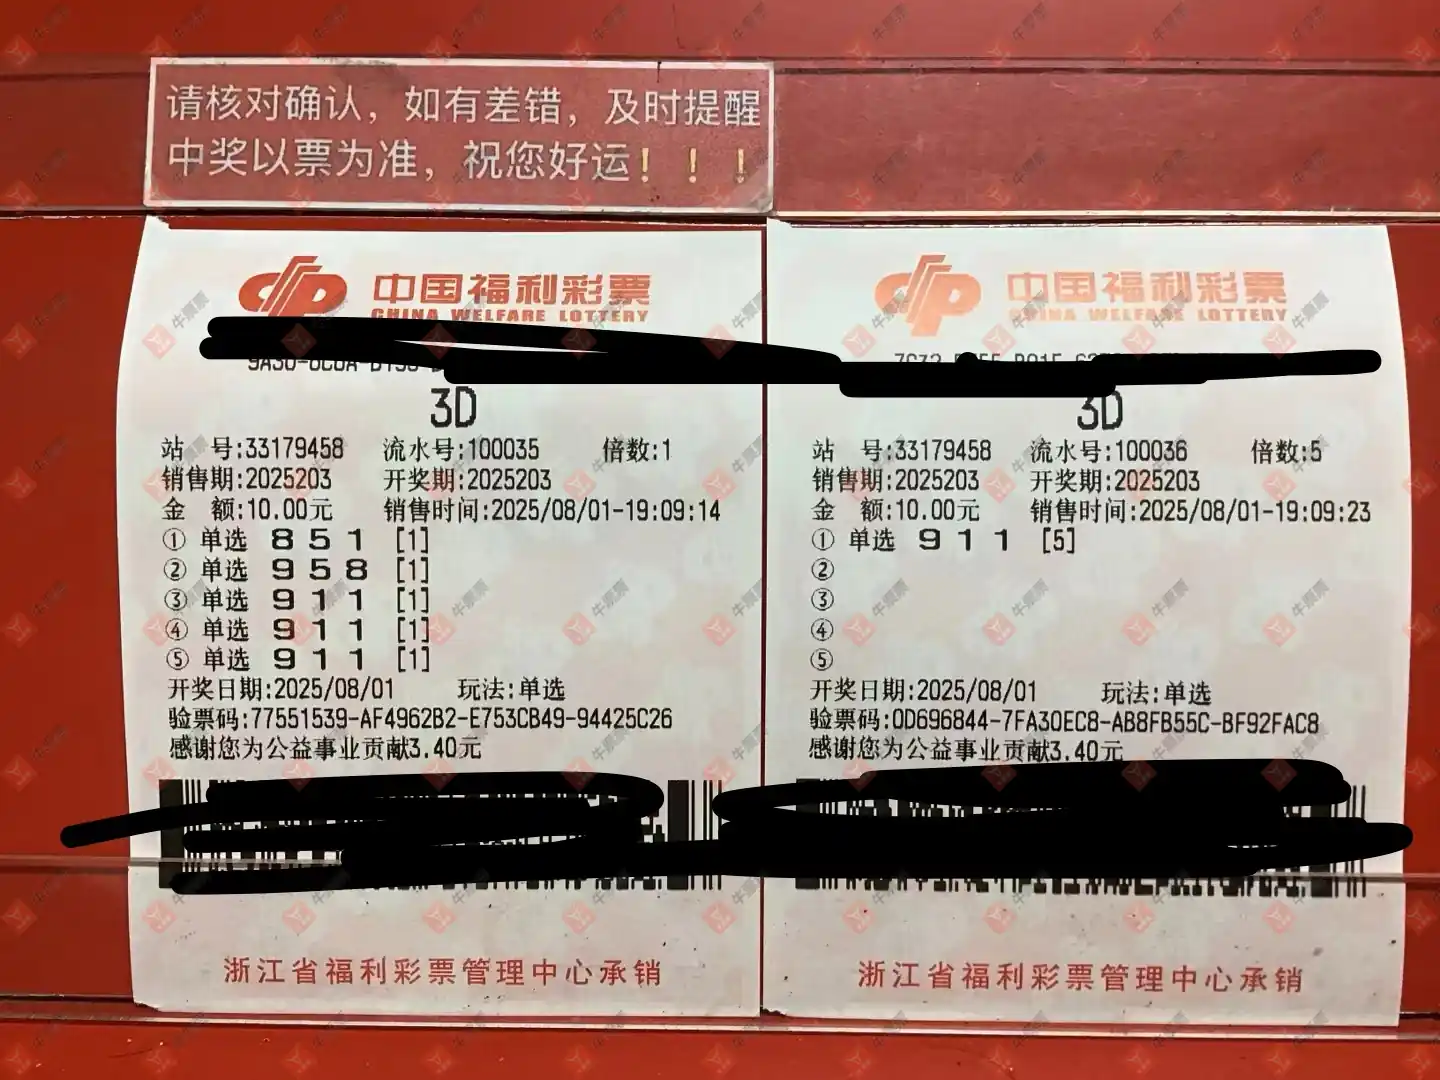 请核对确认，如有差错，及时提醒
中奖以票为准，祝您好运！！！
中国福利彩票
CHINA WELFARE LOTTERY
3D
站 号:33179458 流水号:100035 倍数:1
销售期:2025203 开奖期:2025203
金 额:10.00元 销售时间:2025/08/01-19:09:14
① 单选 8 5 1 [1]
② 单选 9 5 8 [1]
③ 单选 9 1 1 [1]
④ 单选 9 1 1 [1]
⑤ 单选 9 1 1 [1]
开奖日期:2025/08/01 玩法:单选
验票码:77551539-AF4962B2-E753CB49-94425C26
感谢您为公益事业贡献3.40元
浙江省福利彩票管理中心承销
中国福利彩票
CHINA WELFARE LOTTERY
3D
站 号:33179458 流水号:100036 倍数:5
销售期:2025203 开奖期:2025203
金 额:10.00元 销售时间:2025/08/01-19:09:23
① 单选 9 1 1 [5]
②
③
④
⑤
开奖日期:2025/08/01 玩法:单选
验票码:0D696844-7FA30EC8-AB8FB55C-BF92FAC8
感谢您为公益事业贡献3.40元
浙江省福利彩票管理中心承销
牛票票